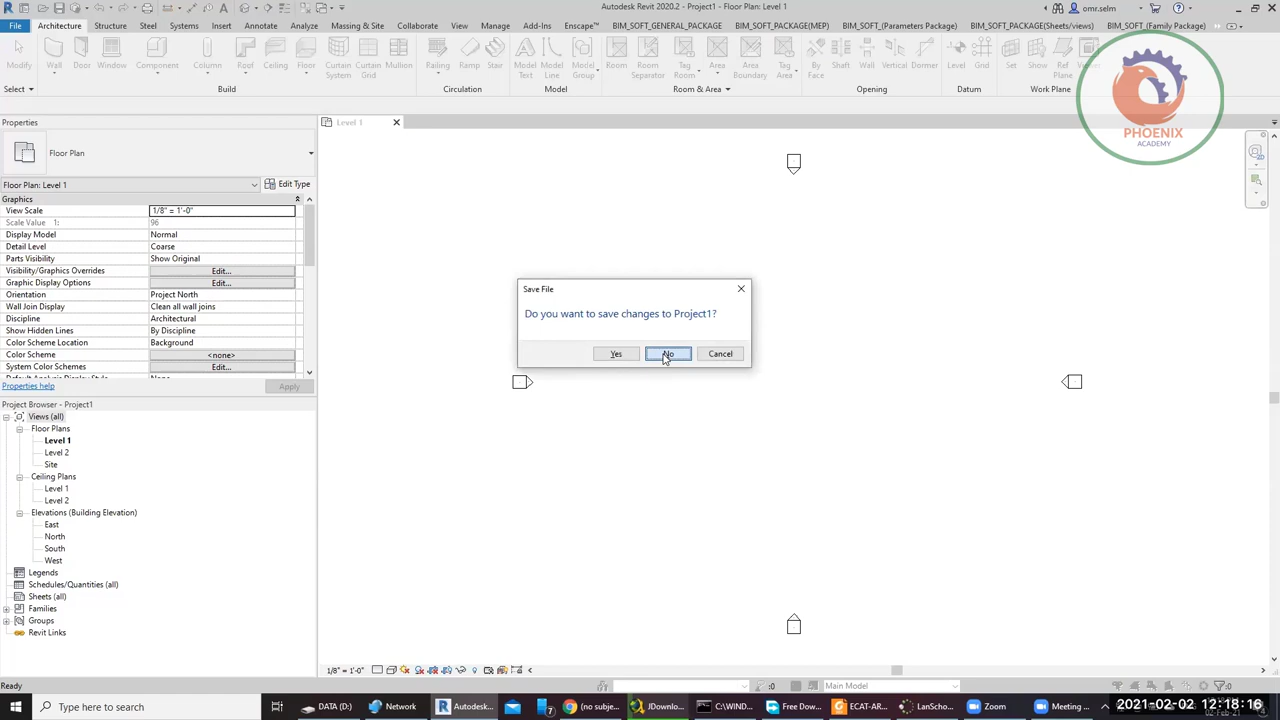 Autodesk Revit 2020.2 - Project1 - Floor Plan: Level 1
omr.selm
File Architecture Structure Steel Systems Insert Annotate Analyze Massing & Site Collaborate View Manage Add-Ins Enscape™ BIM_SOFT_GENERAL_PACKAGE BIM_SOFT_PACKAGE(MEP) BIM_SOFT_PACKAGE(Parameters Package) BIM_SOFT_PACKAGE(Sheets/views) BIM_SOFT_(Family Package)
Modify Wall Door Window Component Column Roof Ceiling Floor Curtain System Curtain Grid Mullion Railing Ramp Stair Model Text Model Line Model Group Room Room Separator Tag Room Area Area Boundary Tag Area By Face Shaft Wall Vertical Dormer Level Grid Set Show Ref Plane
Select Build Circulation Model Room & Area Opening Datum Work Plane
PHOENIX
ACADEMY
Properties
Level 1
Floor Plan
Floor Plan: Level 1 Edit Type
Graphics
View Scale 1/8" = 1'-0"
Scale Value 1: 96
Display Model Normal
Detail Level Coarse
Parts Visibility Show Original
Visibility/Graphics Overrides Edit...
Graphic Display Options Edit...
Orientation Project North
Wall Join Display Clean all wall joins
Discipline Architectural
Show Hidden Lines By Discipline
Color Scheme Location Background
Color Scheme <none>
System Color Schemes Edit...
Properties help Apply
Save File
Do you want to save changes to Project1?
Yes No Cancel
Project Browser - Project1
Views (all)
Floor Plans
Level 1
Level 2
Site
Ceiling Plans
Level 1
Level 2
Elevations (Building Elevation)
East
North
South
West
Legends
Schedules/Quantities (all)
Sheets (all)
Families
Groups
Revit Links
1/8" = 1'-0"
Ready
:0 Main Model :0
Type here to search DATA (D:) Network Autodesk... (no subje... JDownlo... C:\WIND... Free Dow... ECAT-AR... LanSchoo... Zoom Meeting ...
2021-02-02 12:18:16